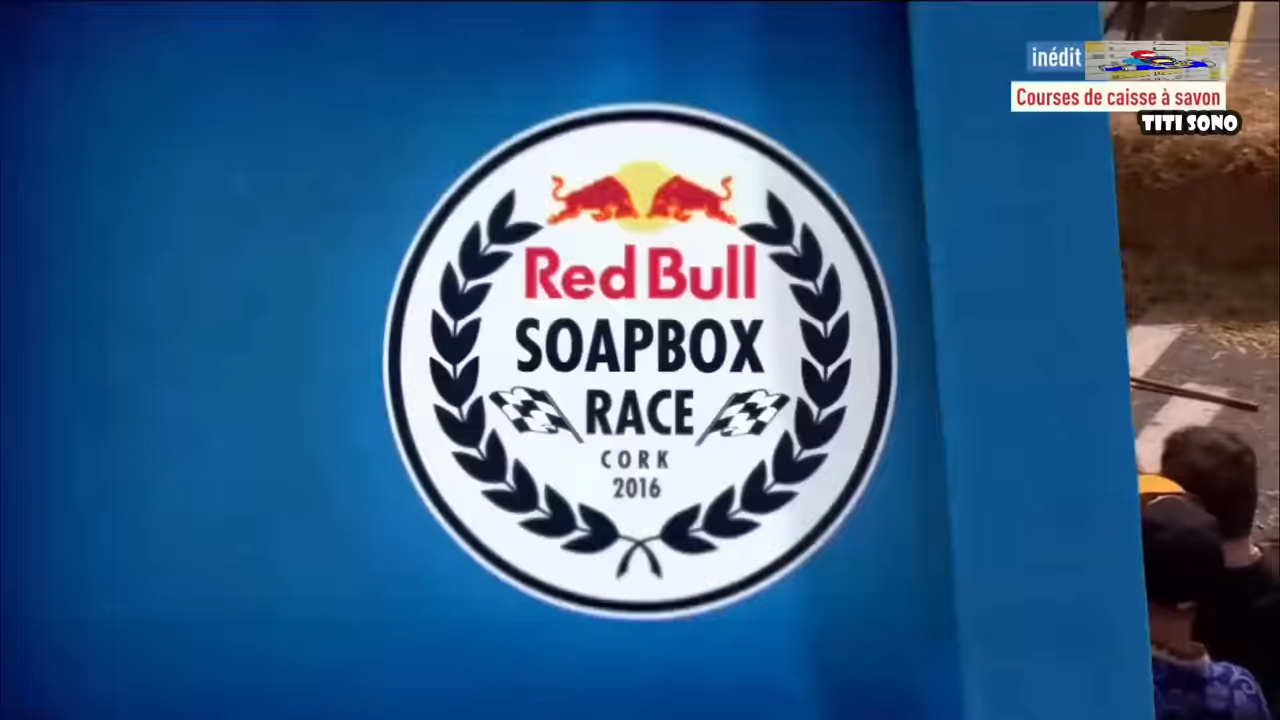 inédit
Courses de caisse à savon
TITI SONO
Red Bull
SOAPBOX
RACE
CORK
2016